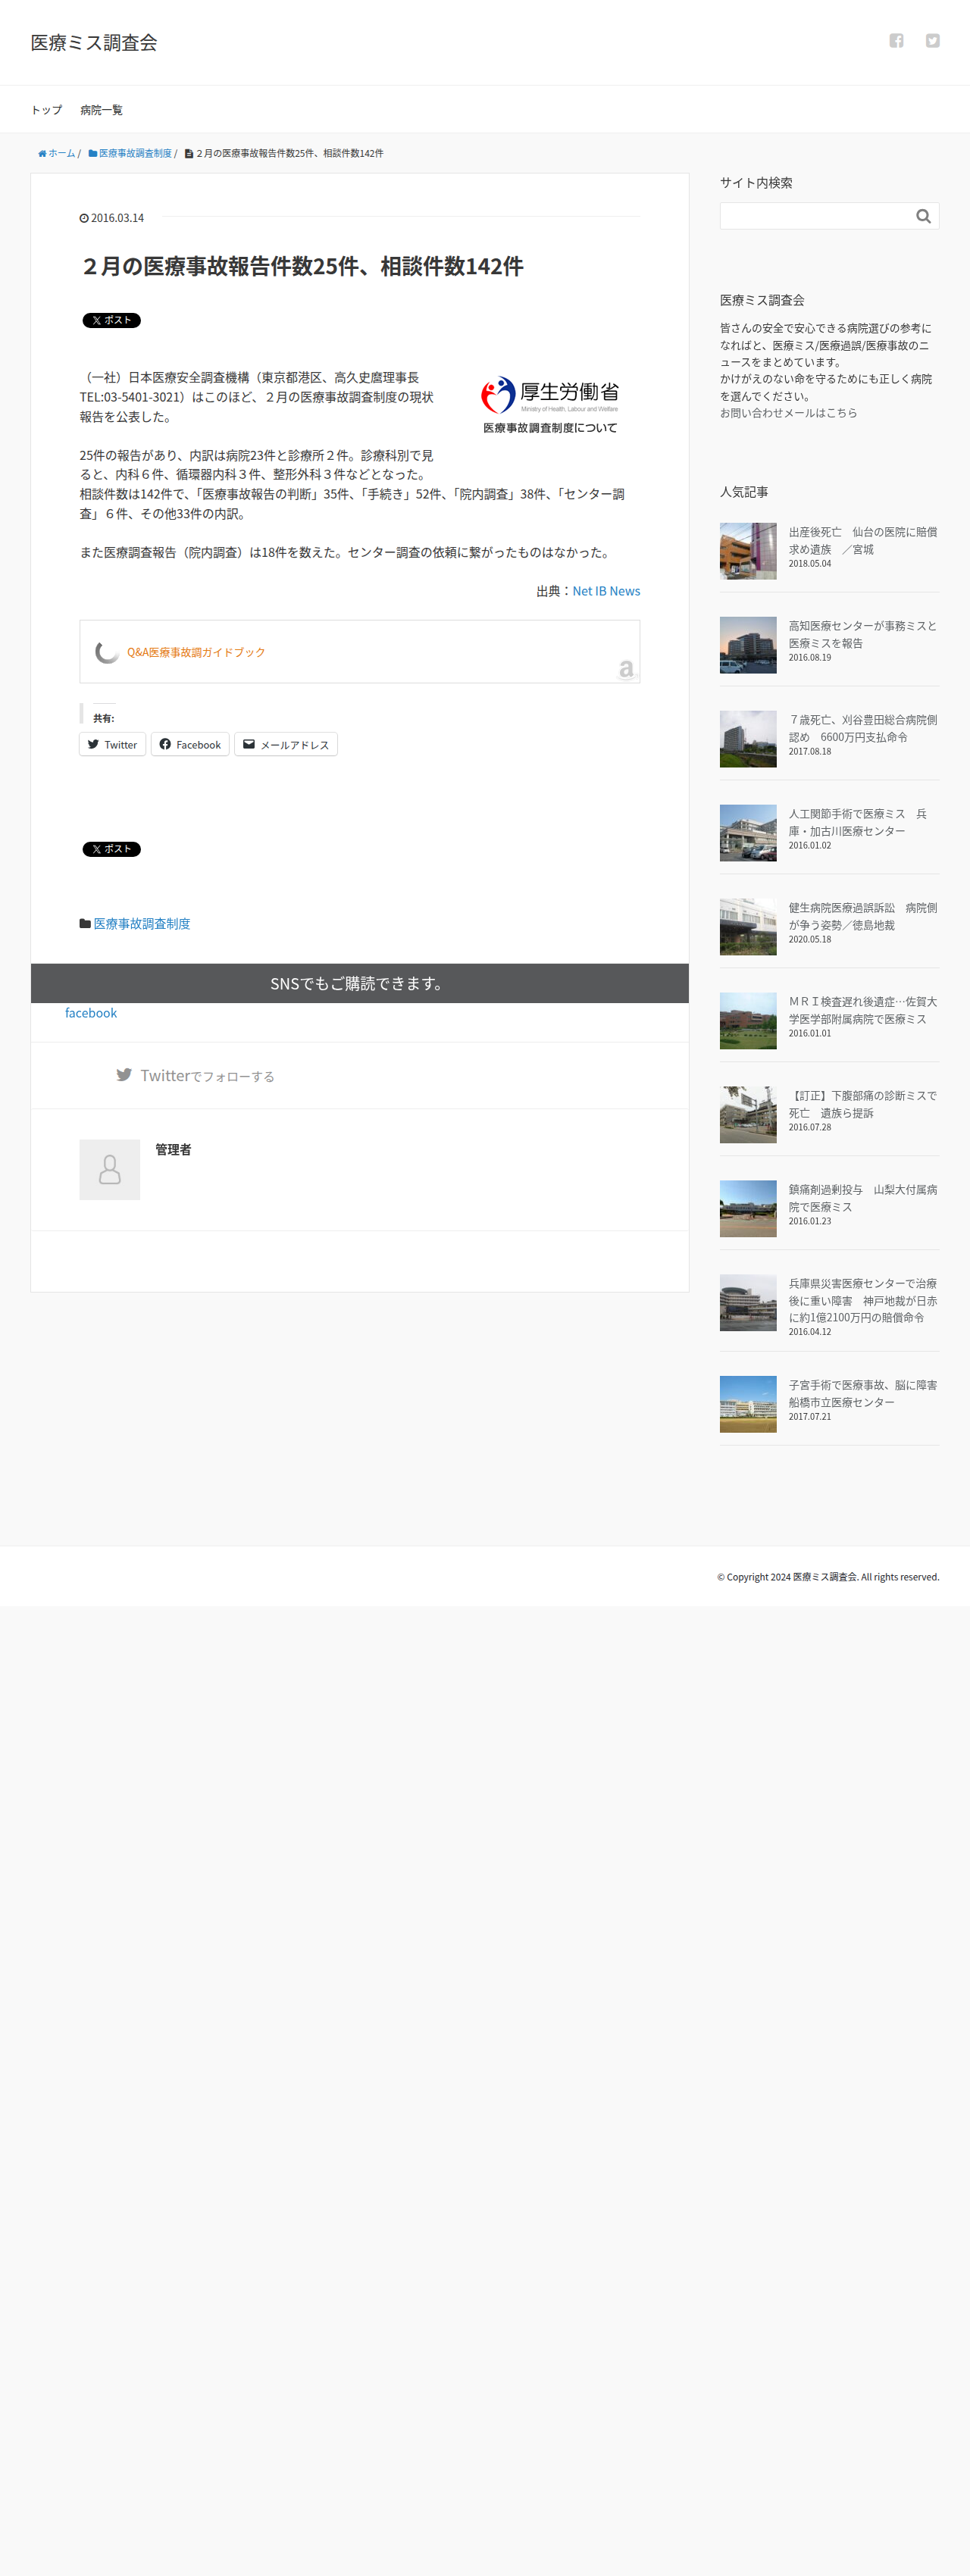 医療ミス調査会
トップ 病院一覧
ホーム / 医療事故調査制度 / ２月の医療事故報告件数25件、相談件数142件
2016.03.14
２月の医療事故報告件数25件、相談件数142件
ポスト
（一社）日本医療安全調査機構（東京都港区、高久史麿理事長
TEL:03-5401-3021）はこのほど、２月の医療事故調査制度の現状
報告を公表した。
厚生労働省
Ministry of Health, Labour and Welfare
医療事故調査制度について
25件の報告があり、内訳は病院23件と診療所２件。診療科別で見
ると、内科６件、循環器内科３件、整形外科３件などとなった。
相談件数は142件で、「医療事故報告の判断」35件、「手続き」52件、「院内調査」38件、「センター調
査」６件、その他33件の内訳。
また医療調査報告（院内調査）は18件を数えた。センター調査の依頼に繋がったものはなかった。
出典：Net IB News
Q&A医療事故調ガイドブック
a
共有:
Twitter Facebook メールアドレス
ポスト
医療事故調査制度
SNSでもご購読できます。
facebook
Twitterでフォローする
管理者
サイト内検索
医療ミス調査会
皆さんの安全で安心できる病院選びの参考に
なればと、医療ミス/医療過誤/医療事故のニ
ュースをまとめています。
かけがえのない命を守るためにも正しく病院
を選んでください。
お問い合わせメールはこちら
人気記事
出産後死亡　仙台の医院に賠償
求め遺族　／宮城
2018.05.04
高知医療センターが事務ミスと
医療ミスを報告
2016.08.19
７歳死亡、刈谷豊田総合病院側
認め　6600万円支払命令
2017.08.18
人工関節手術で医療ミス　兵
庫・加古川医療センター
2016.01.02
健生病院医療過誤訴訟　病院側
が争う姿勢／徳島地裁
2020.05.18
ＭＲＩ検査遅れ後遺症…佐賀大
学医学部附属病院で医療ミス
2016.01.01
【訂正】下腹部痛の診断ミスで
死亡　遺族ら提訴
2016.07.28
鎮痛剤過剰投与　山梨大付属病
院で医療ミス
2016.01.23
兵庫県災害医療センターで治療
後に重い障害　神戸地裁が日赤
に約1億2100万円の賠償命令
2016.04.12
子宮手術で医療事故、脳に障害
船橋市立医療センター
2017.07.21
© Copyright 2024 医療ミス調査会. All rights reserved.